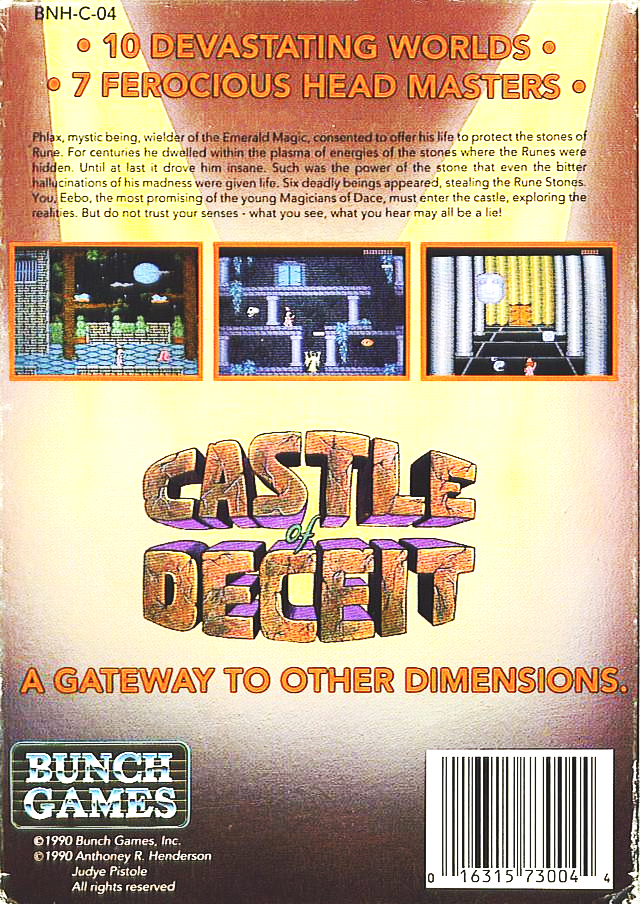 BNH-C-04
• 10 DEVASTATING WORLDS •
• 7 FEROCIOUS HEAD MASTERS •
Phlax, mystic being, wielder of the Emerald Magic, consented to offer his life to protect the stones of
Rune. For centuries he dwelled within the plasma of energies of the stones where the Runes were
hidden. Until at last it drove him insane. Such was the power of the stone that even the bitter
hallucinations of his madness were given life. Six deadly beings appeared, stealing the Rune Stones.
You, Eebo, the most promising of the young Magicians of Dace, must enter the castle, exploring the
realities. But do not trust your senses - what you see, what you hear may all be a lie!
CASTLE
of
DECEIT
A GATEWAY TO OTHER DIMENSIONS.
BUNCH
GAMES
©1990 Bunch Games, Inc.
©1990 Anthoney R. Henderson
Judye Pistole
All rights reserved
0 16315 73004 4